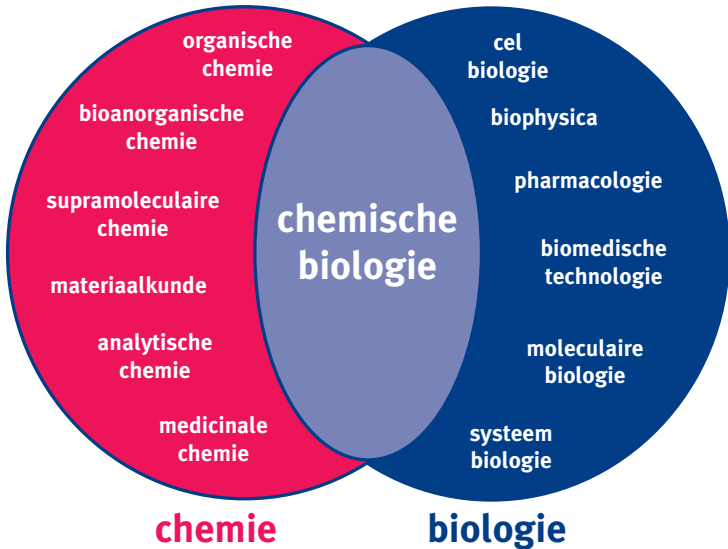 organische
chemie
bioanorganische
chemie
supramoleculaire
chemie
materiaalkunde
analytische
chemie
medicinale
chemie
chemische
biologie
cel
biologie
biophysica
pharmacologie
biomedische
technologie
moleculaire
biologie
systeem
biologie
chemie
biologie